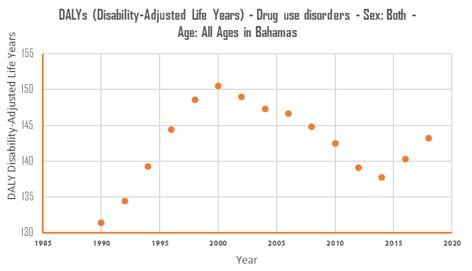 DALYs (Disability-Adjusted Life Years) - Drug use disorders - Sex: Both -
Age: All Ages in Bahamas
DALY Disability-Adjusted Life Years
155
150
145
140
135
130
1985 1990 1995 2000 2005 2010 2015 2020
Year